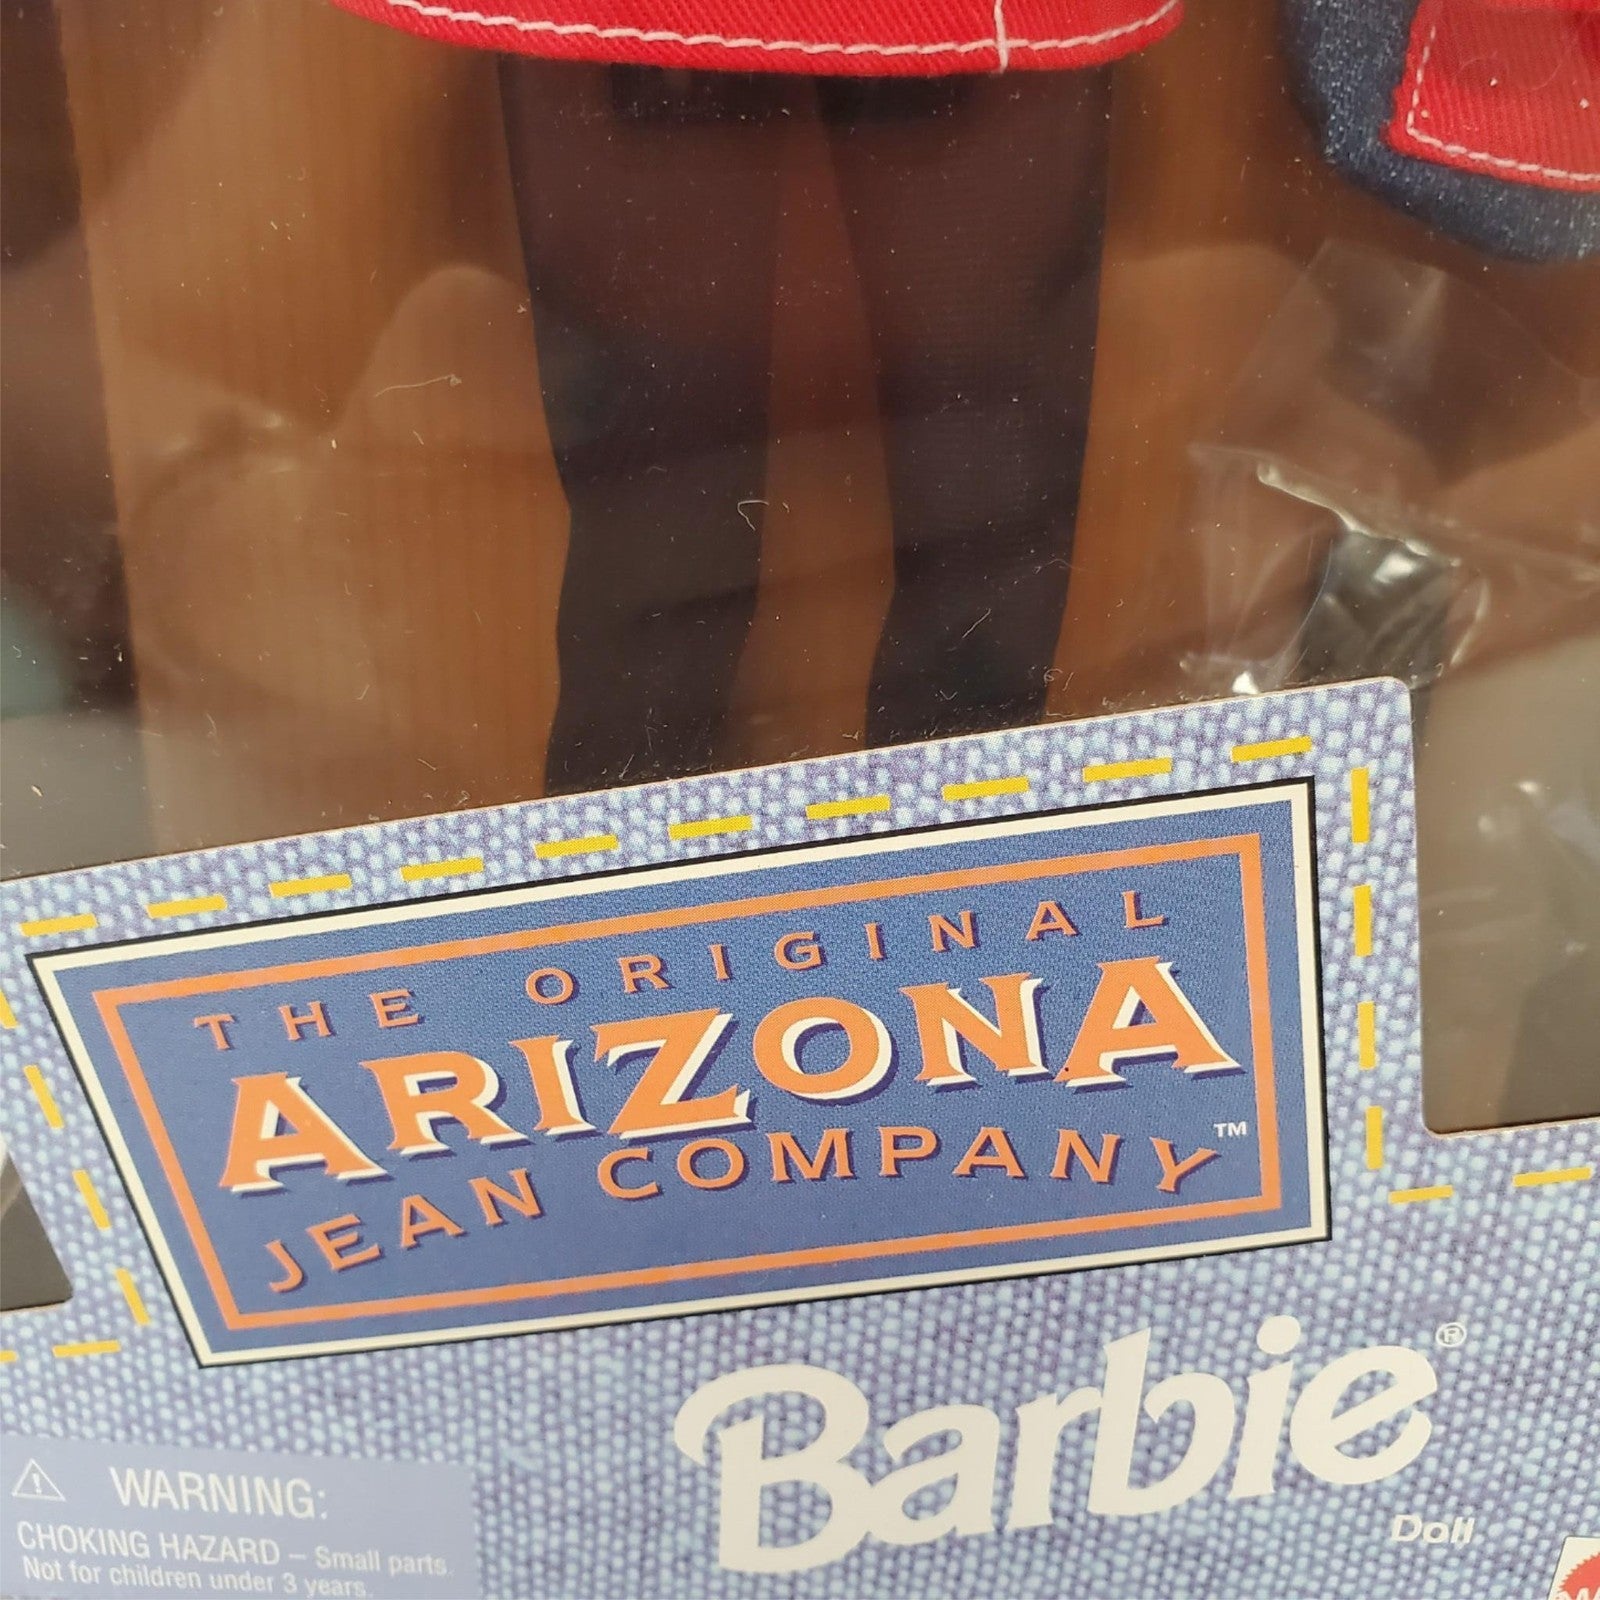 THE ORIGINAL
ARIZONA
JEAN COMPANY™
Barbie®
Doll
⚠ WARNING:
CHOKING HAZARD – Small parts.
Not for children under 3 years.